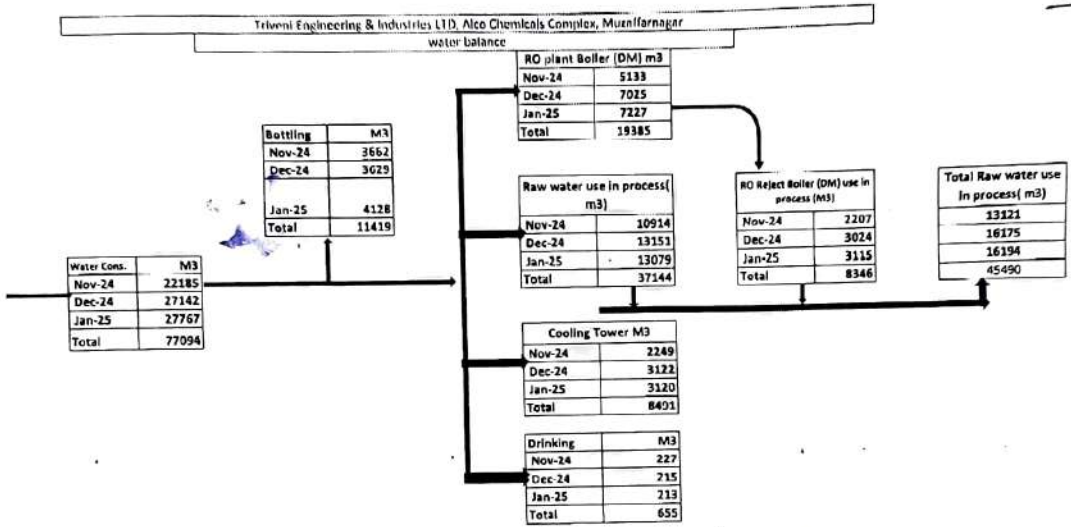 Triveni Engineering & Industries LTD, Alco Chemicals Complex, Muzaffarnagar
water balance
RO plant Boiler (DM) m3
Nov-24 5133
Dec-24 7025
Jan-25 7227
Total 19385
Bottling M3
Nov-24 3662
Dec-24 3629
Jan-25 4128
Total 11419
Raw water use in process(
m3)
Nov-24 10914
Dec-24 13151
Jan-25 13079
Total 37144
RO Reject Boiler (DM) use in
process (M3)
Nov-24 2207
Dec-24 3024
Jan-25 3115
Total 8346
Total Raw water use
in process( m3)
13121
16175
16194
45490
Water Cons. M3
Nov-24 22185
Dec-24 27142
Jan-25 27767
Total 77094
Cooling Tower M3
Nov-24 2249
Dec-24 3122
Jan-25 3120
Total 8491
Drinking M3
Nov-24 227
Dec-24 215
Jan-25 213
Total 655